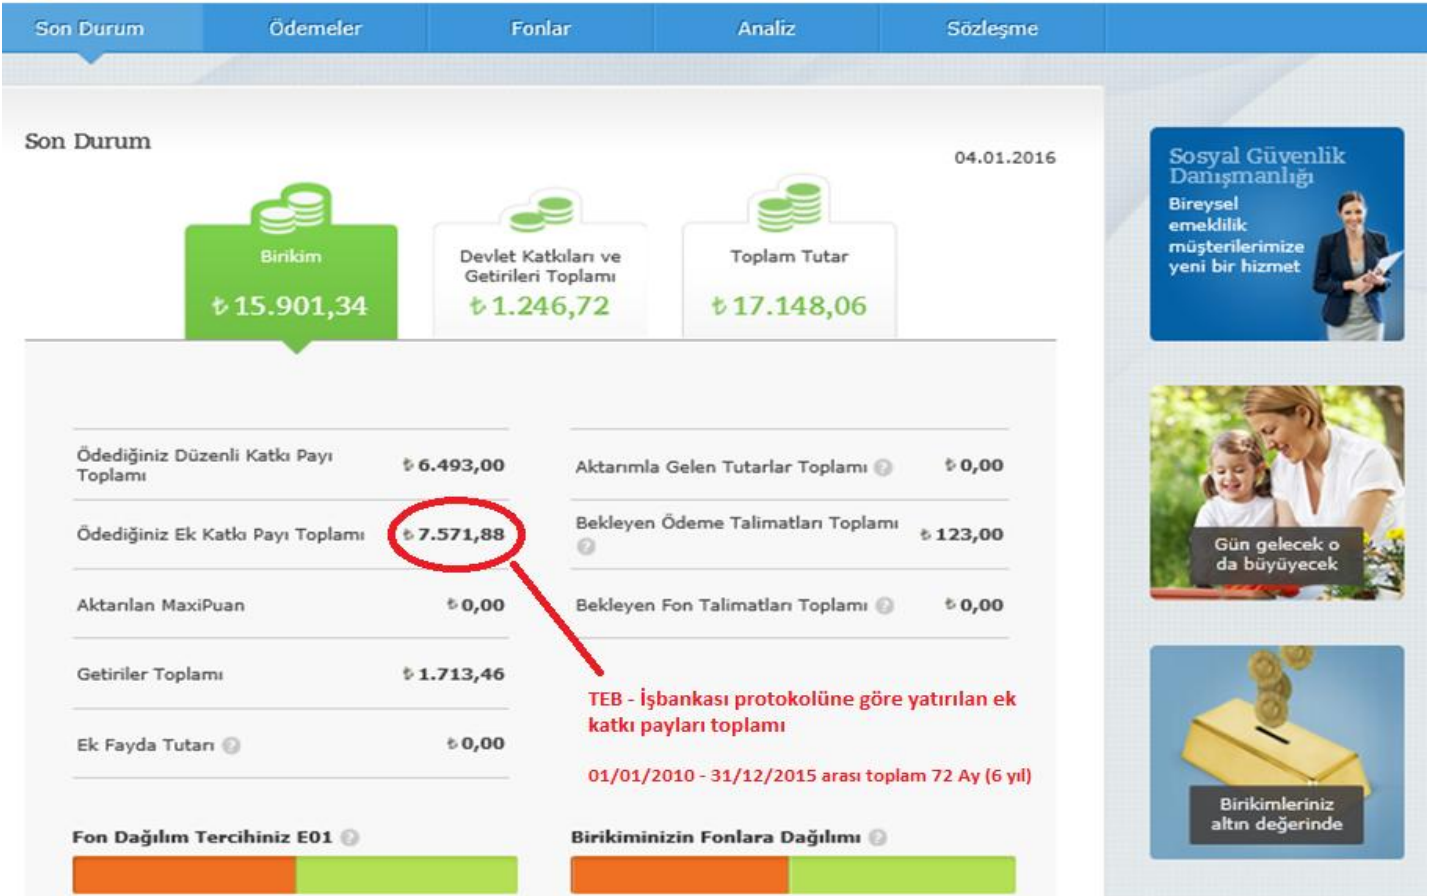 Son Durum
Ödemeler
Fonlar
Analiz
Sözleşme
Son Durum
04.01.2016
Birikim
₺ 15.901,34
Devlet Katkıları ve
Getirileri Toplamı
₺ 1.246,72
Toplam Tutar
₺ 17.148,06
Ödediğiniz Düzenli Katkı Payı
Toplamı
₺ 6.493,00
Ödediğiniz Ek Katkı Payı Toplamı
₺ 7.571,88
Aktarılan MaxiPuan
₺ 0,00
Getiriler Toplamı
₺ 1.713,46
Ek Fayda Tutarı ?
₺ 0,00
Aktarımla Gelen Tutarlar Toplamı ?
₺ 0,00
Bekleyen Ödeme Talimatları Toplamı
?
₺ 123,00
Bekleyen Fon Talimatları Toplamı ?
₺ 0,00
TEB - İşbankası protokolüne göre yatırılan ek
katkı payları toplamı
01/01/2010 - 31/12/2015 arası toplam 72 Ay (6 yıl)
Fon Dağılım Tercihiniz E01 ?
Birikiminizin Fonlara Dağılımı ?
Sosyal Güvenlik
Danışmanlığı
Bireysel
emeklilik
müşterilerimize
yeni bir hizmet
Gün gelecek o
da büyüyecek
Birikimleriniz
altın değerinde